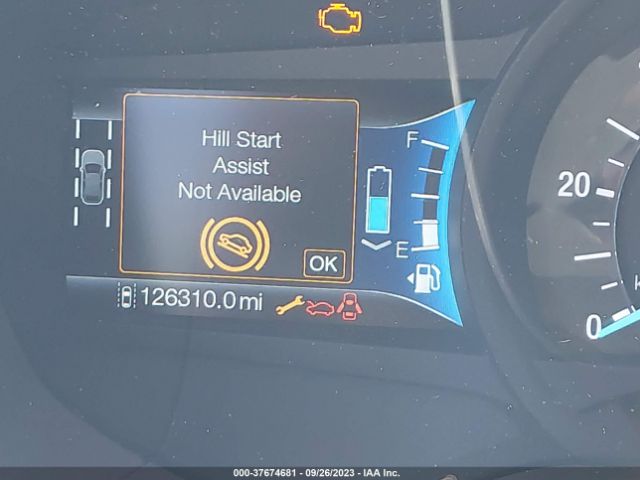 Hill Start
Assist
Not Available
OK
F
E
126310.0 mi
20
0
000-37674681 - 09/26/2023 - IAA Inc.